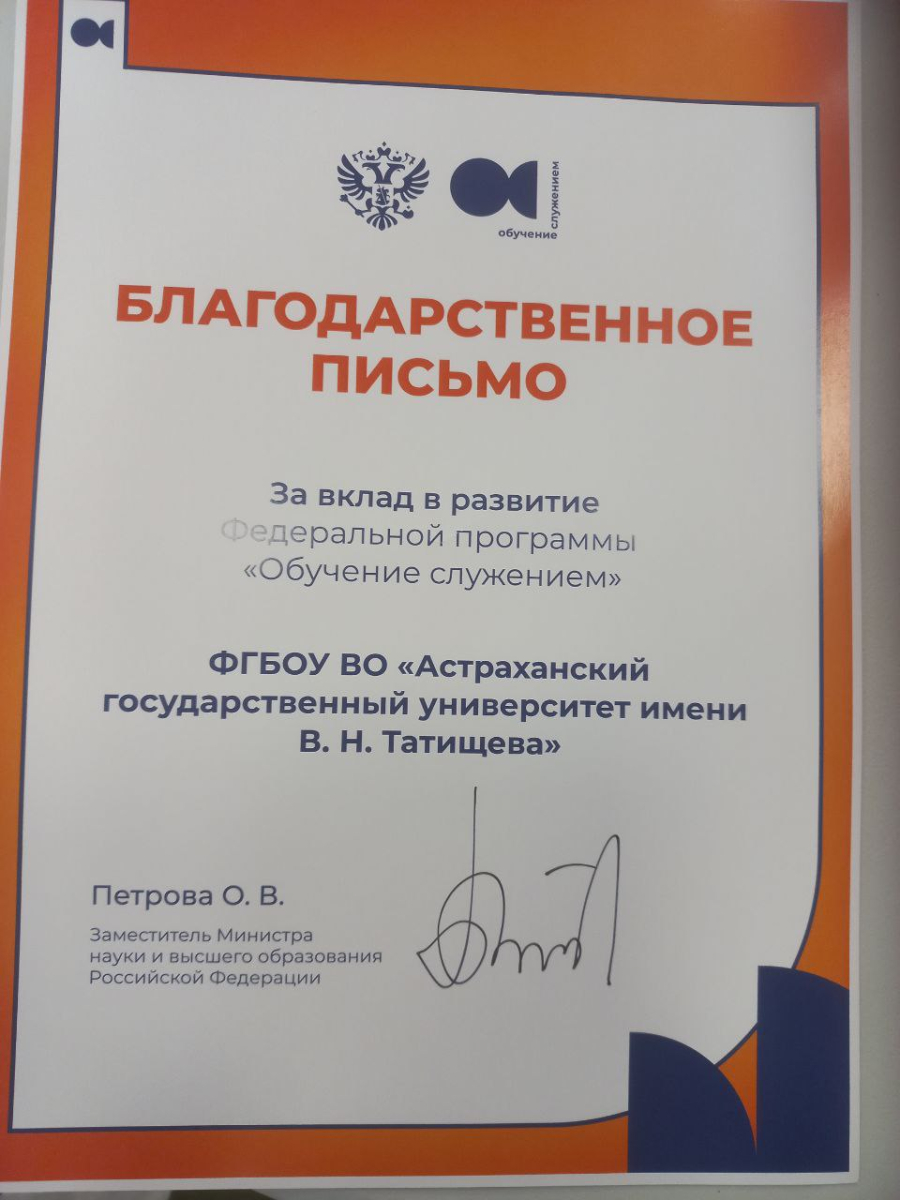 обучение
служением
БЛАГОДАРСТВЕННОЕ
ПИСЬМО
За вклад в развитие
Федеральной программы
«Обучение служением»
ФГБОУ ВО «Астраханский
государственный университет имени
В. Н. Татищева»
Петрова О. В.
Заместитель Министра
науки и высшего образования
Российской Федерации